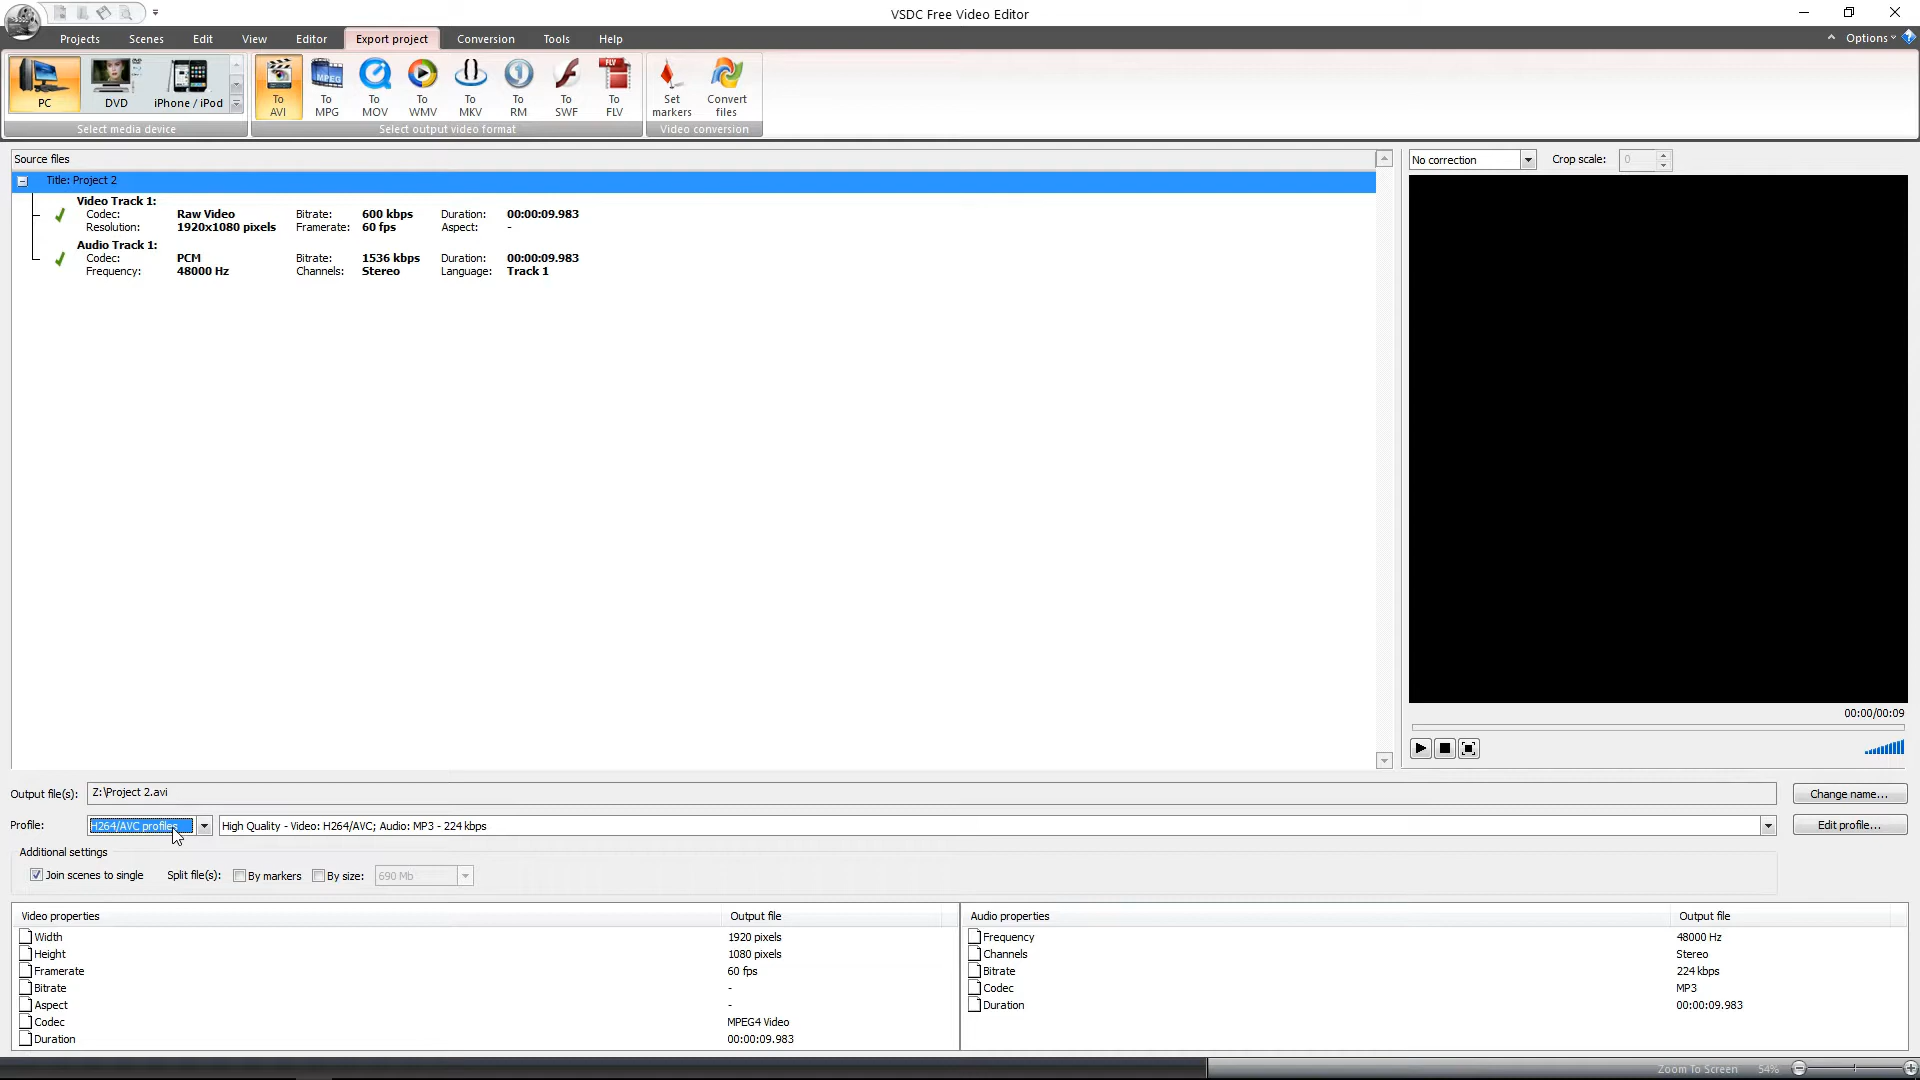 VSDC Free Video Editor
Projects Scenes Edit View Editor Export project Conversion Tools Help Options
PC DVD iPhone / iPod
To AVI To MPG To MOV To WMV To MKV To RM To SWF To FLV
Set markers Convert files
Select media device Select output video format Video conversion
Source files
No correction Crop scale: 0
Title: Project 2
Video Track 1:
Codec: Raw Video Bitrate: 600 kbps Duration: 00:00:09.983
Resolution: 1920x1080 pixels Framerate: 60 fps Aspect: -
Audio Track 1:
Codec: PCM Bitrate: 1536 kbps Duration: 00:00:09.983
Frequency: 48000 Hz Channels: Stereo Language: Track 1
00:00/00:09
Output file(s): Z:\Project 2.avi Change name...
Profile: H264/AVC profiles High Quality - Video: H264/AVC; Audio: MP3 - 224 kbps Edit profile...
Additional settings
Join scenes to single Split file(s): By markers By size: 690 Mb
Video properties Output file Audio properties Output file
Width 1920 pixels Frequency 48000 Hz
Height 1080 pixels Channels Stereo
Framerate 60 fps Bitrate 224 kbps
Bitrate - Codec MP3
Aspect - Duration 00:00:09.983
Codec MPEG4 Video
Duration 00:00:09.983
Zoom To Screen 54%